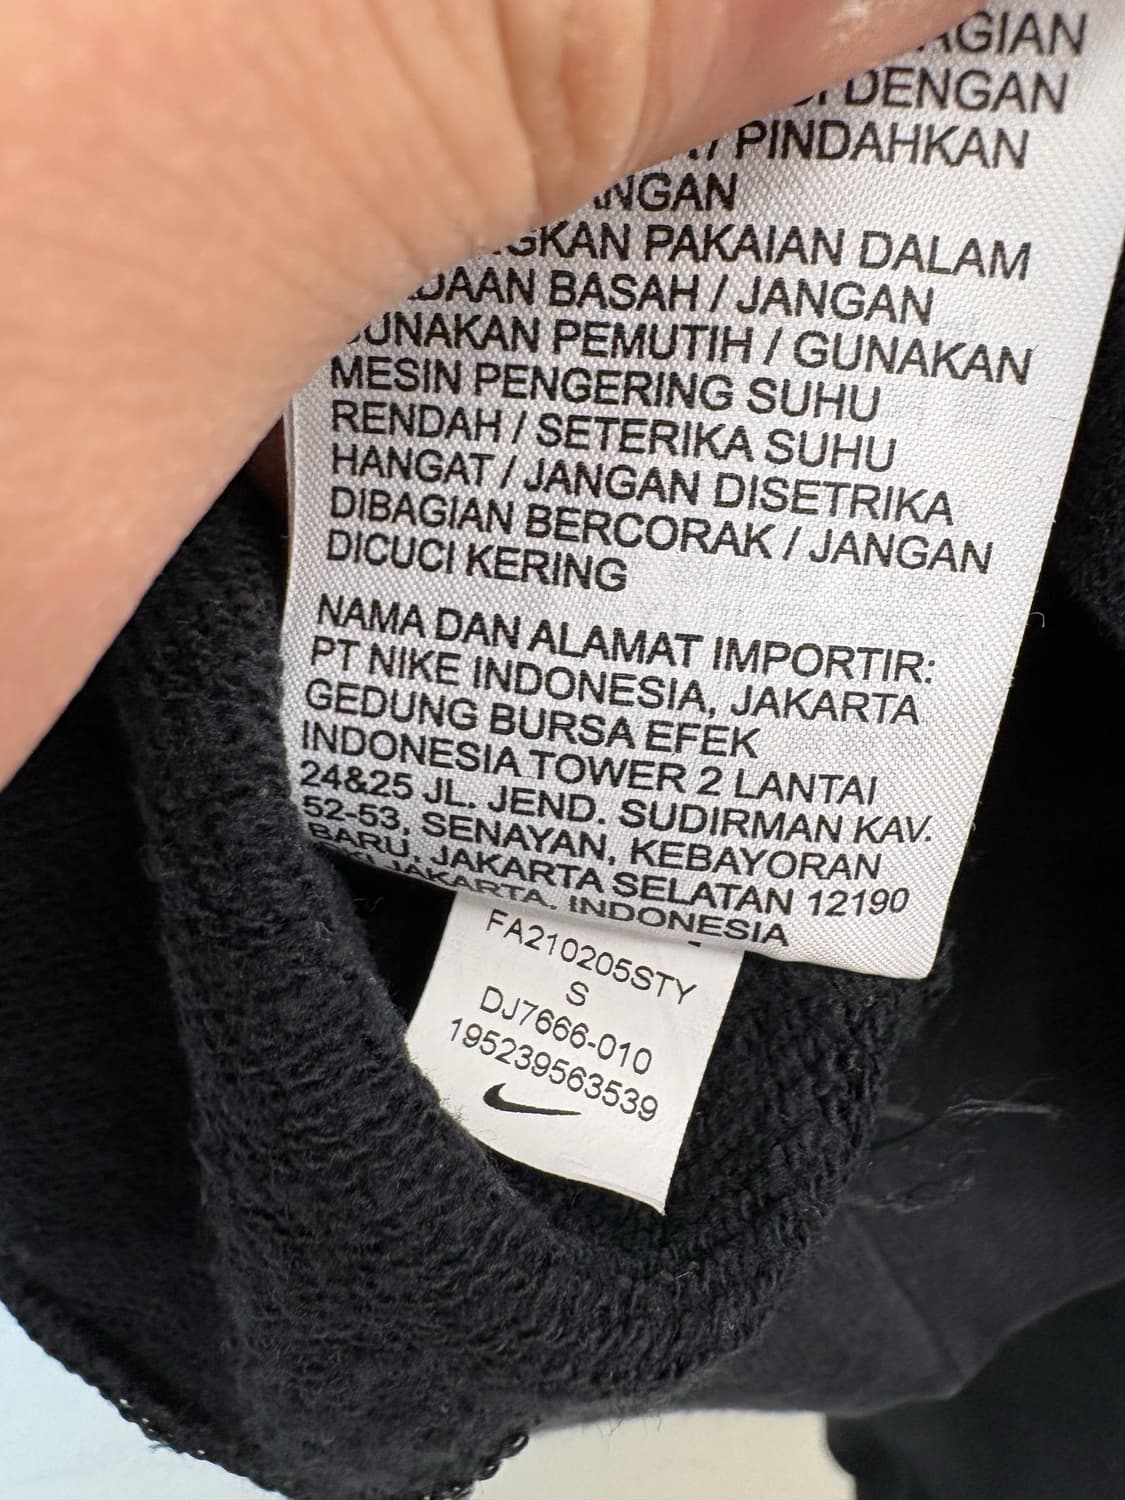 DENGAN
/ PINDAHKAN
PAKAIAN DALAM
BASAH / JANGAN
GUNAKAN PEMUTIH / GUNAKAN
MESIN PENGERING SUHU
RENDAH / SETERIKA SUHU
HANGAT / JANGAN DISETRIKA
DIBAGIAN BERCORAK / JANGAN
DICUCI KERING
NAMA DAN ALAMAT IMPORTIR:
PT NIKE INDONESIA, JAKARTA
GEDUNG BURSA EFEK
INDONESIA TOWER 2 LANTAI
24&25 JL. JEND. SUDIRMAN KAV.
52-53, SENAYAN, KEBAYORAN
BARU, JAKARTA SELATAN 12190
JAKARTA, INDONESIA
FA210205STY
S
DJ7666-010
195239563539